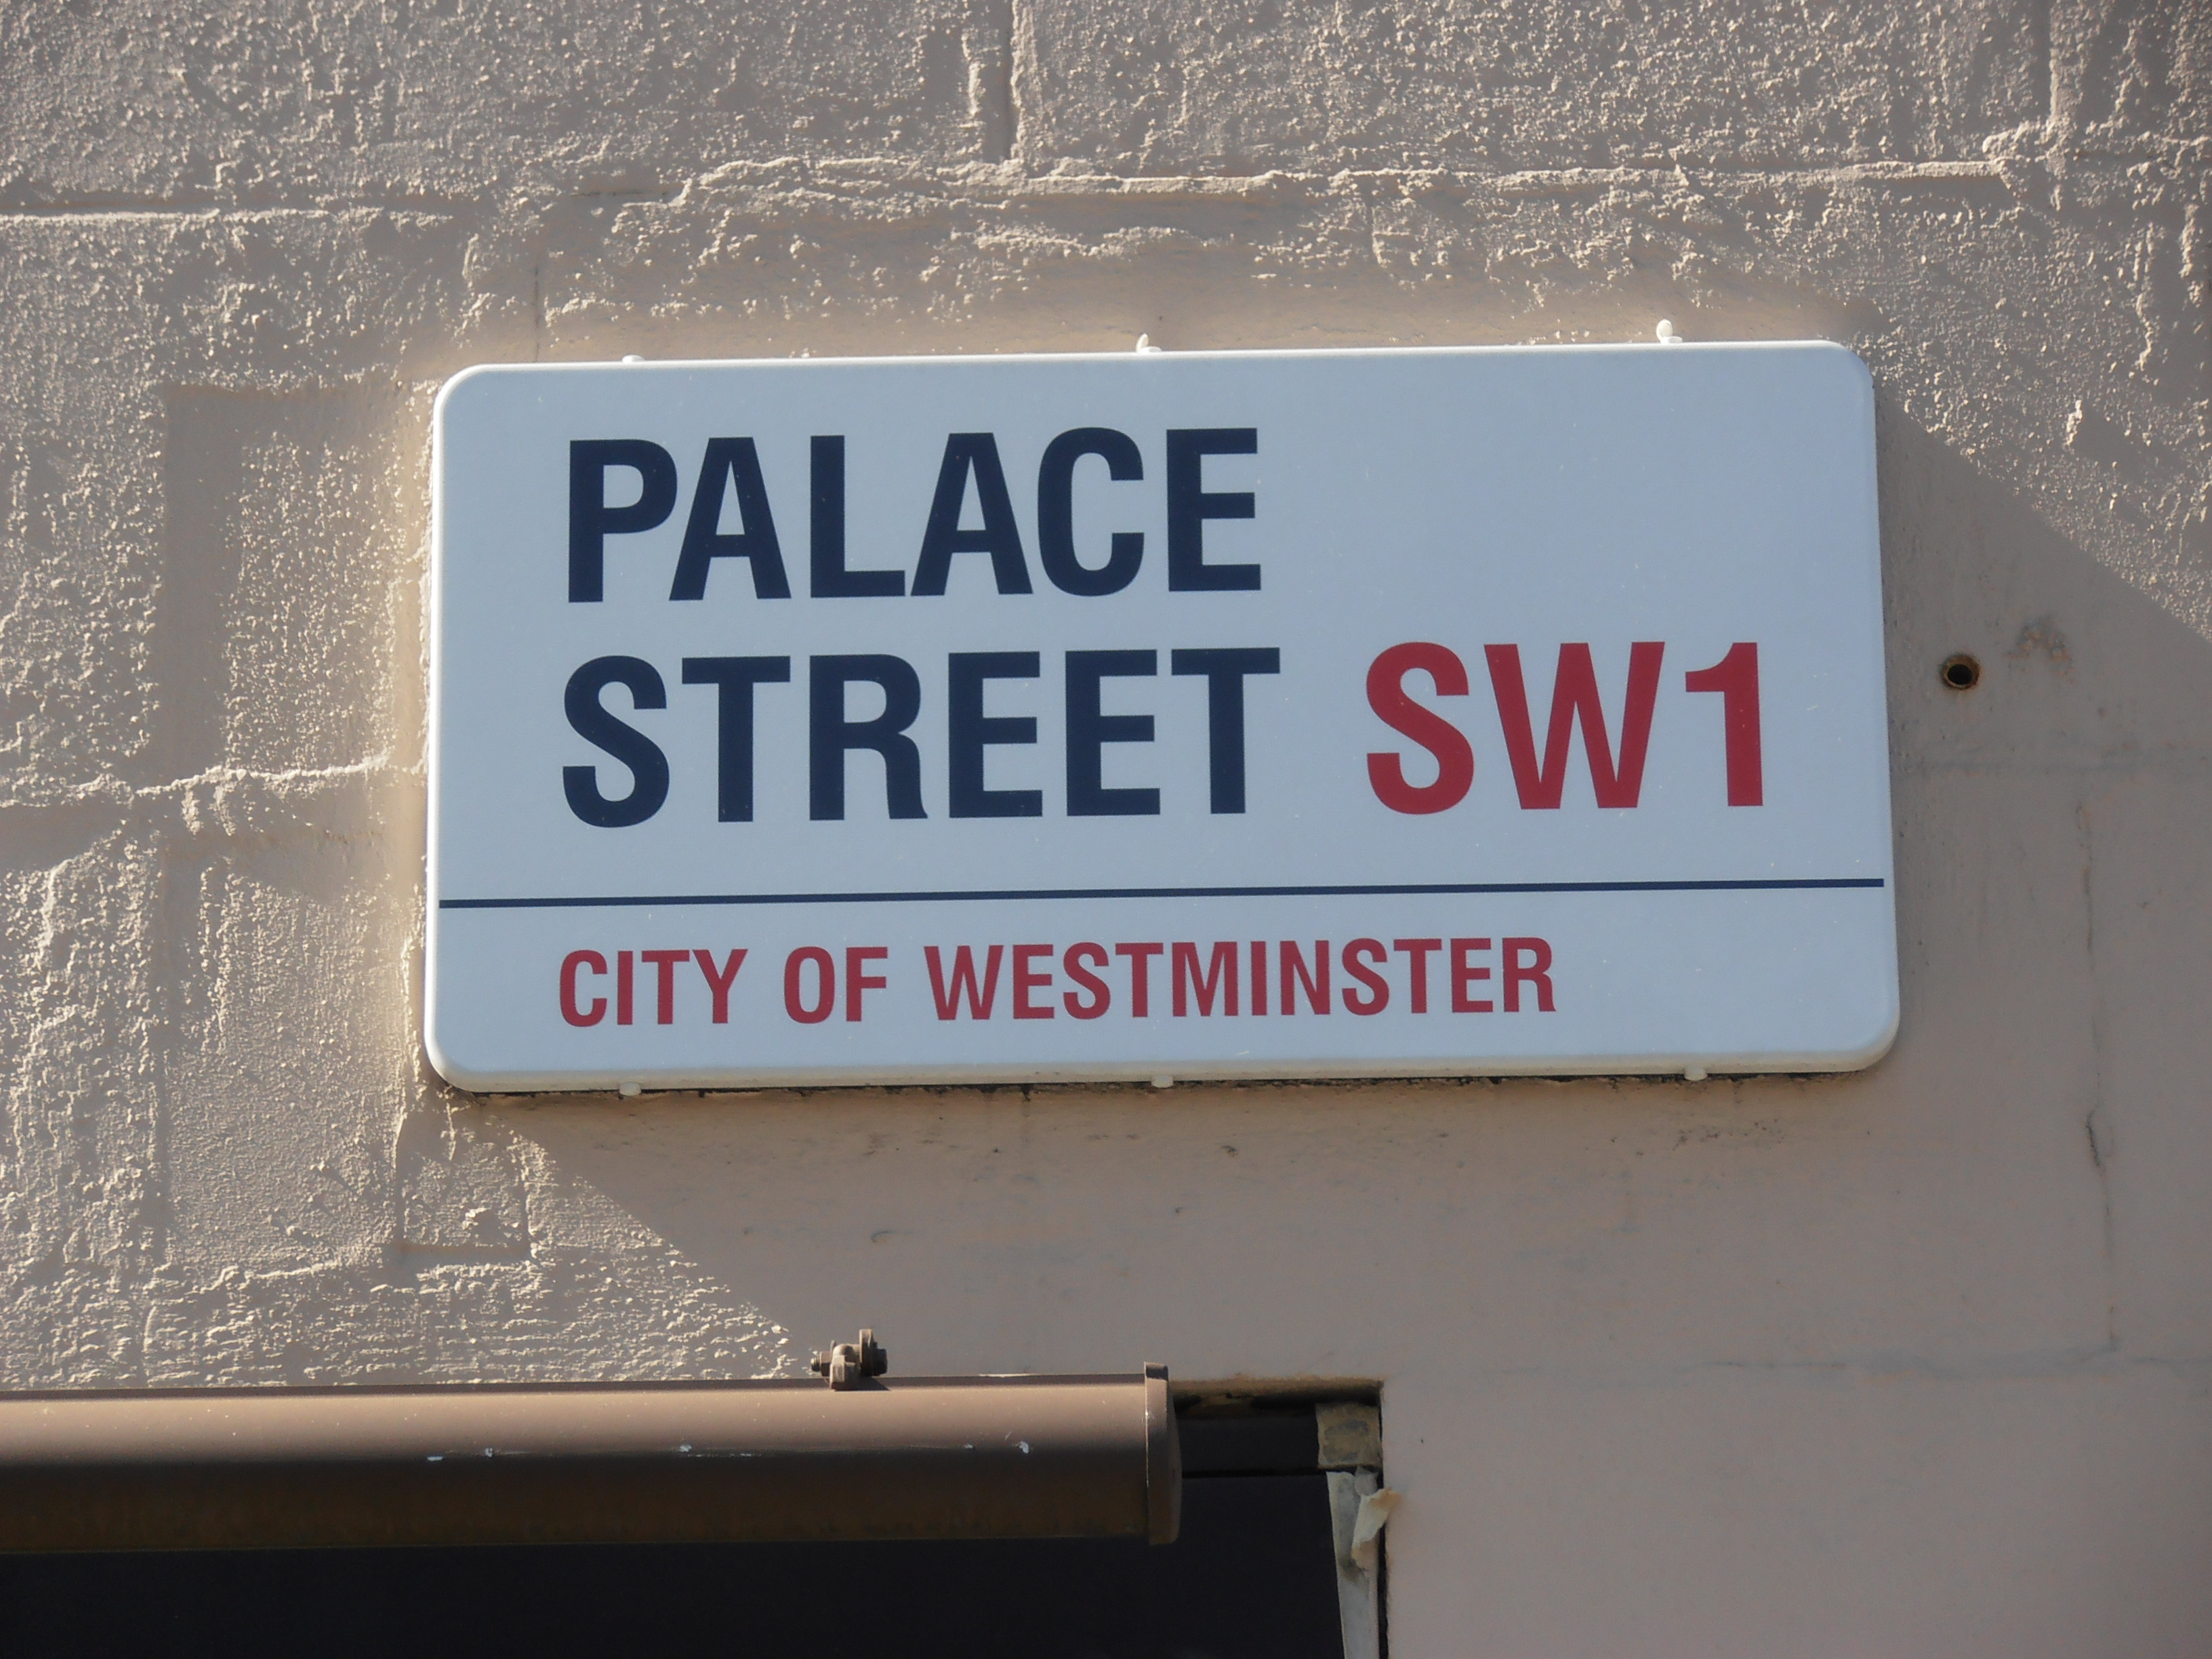 PALACE
STREET SW1
CITY OF WESTMINSTER